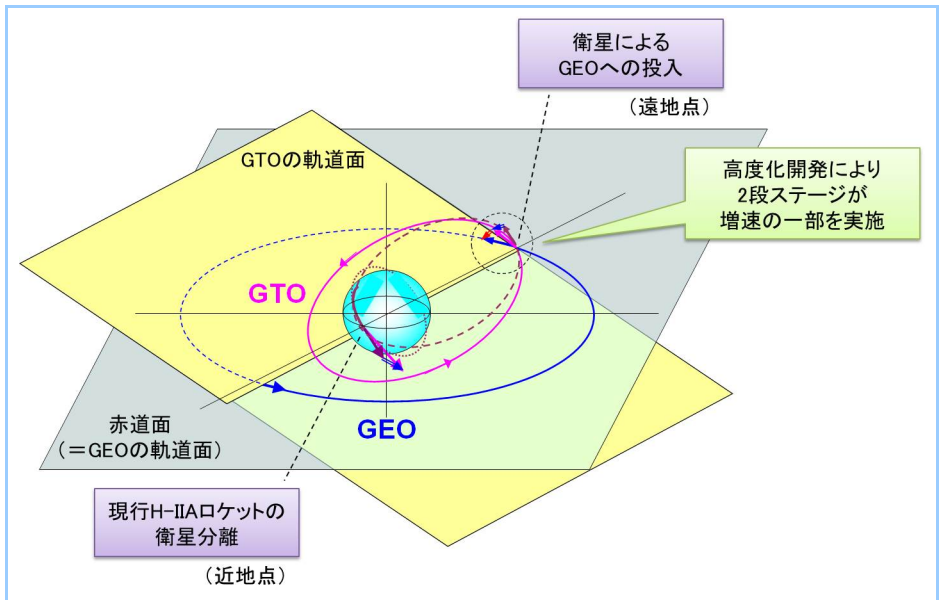 衛星による
GEOへの投入
(遠地点)
GTOの軌道面
高度化開発により
2段ステージが
増速の一部を実施
GTO
GEO
赤道面
(＝GEOの軌道面)
現行H-IIAロケットの
衛星分離
(近地点)